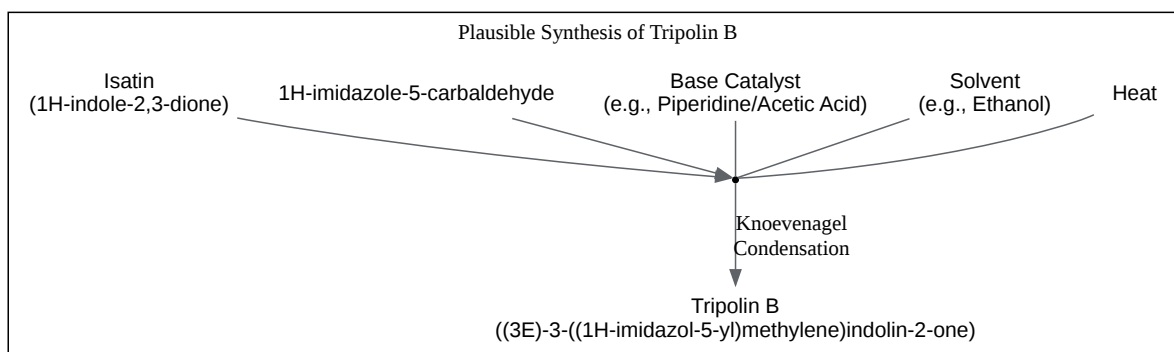 Plausible Synthesis of Tripolin B
Isatin
(1H-indole-2,3-dione)
1H-imidazole-5-carbaldehyde
Base Catalyst
(e.g., Piperidine/Acetic Acid)
Solvent
(e.g., Ethanol)
Heat
Knoevenagel
Condensation
Tripolin B
((3E)-3-((1H-imidazol-5-yl)methylene)indolin-2-one)